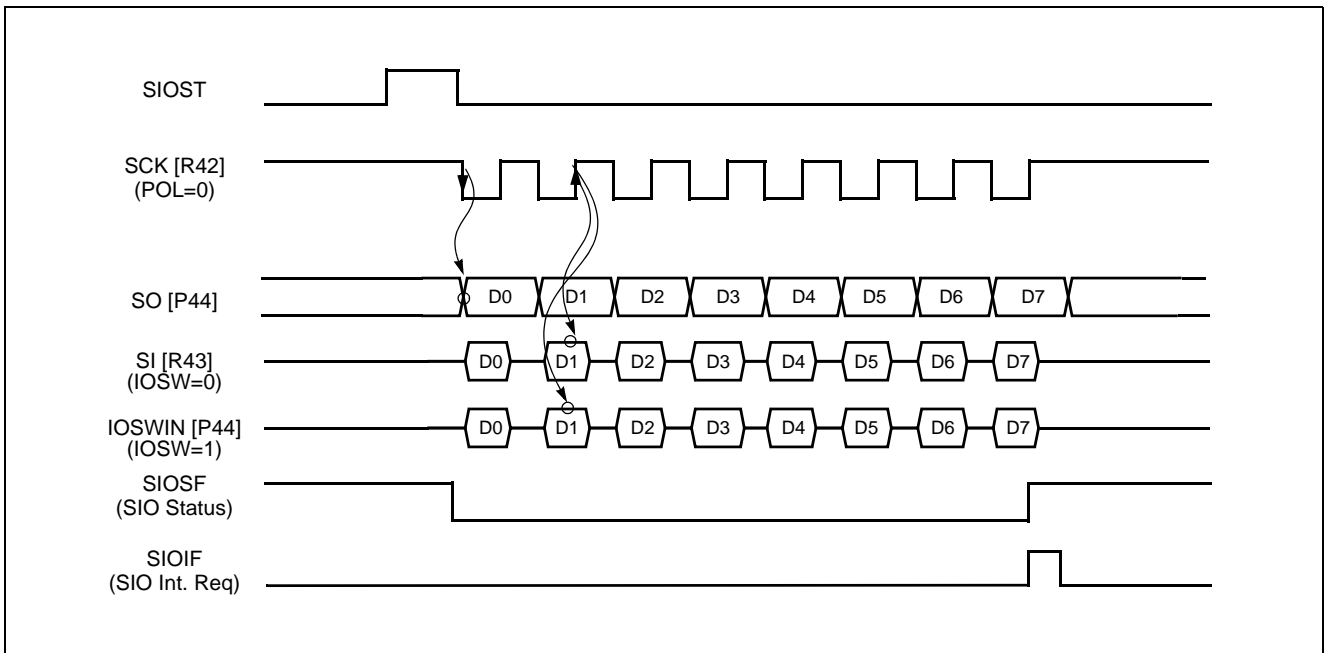 SIOST
SCK [R42]
(POL=0)
SO [P44]
D0 D1 D2 D3 D4 D5 D6 D7
SI [R43]
(IOSW=0)
D0 D1 D2 D3 D4 D5 D6 D7
IOSWIN [P44]
(IOSW=1)
D0 D1 D2 D3 D4 D5 D6 D7
SIOSF
(SIO Status)
SIOIF
(SIO Int. Req)